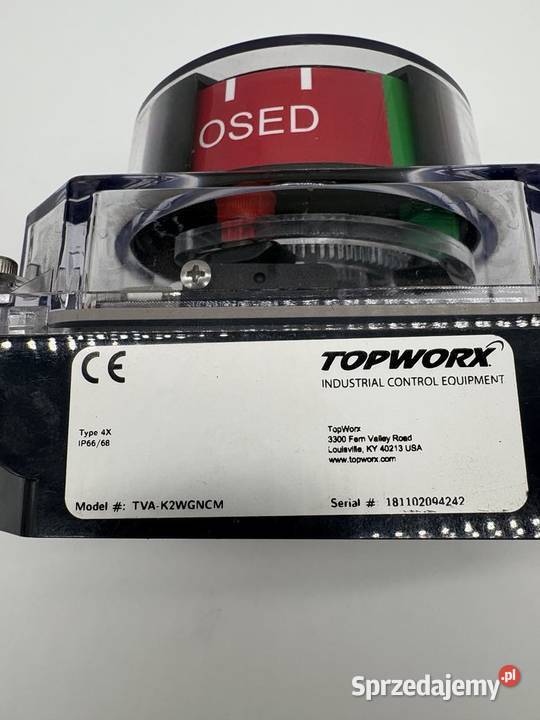 OSED
CE
TOPWORX
INDUSTRIAL CONTROL EQUIPMENT
Type 4X
IP66/68
TopWorx
3300 Fern Valley Road
Louisville, KY 40213 USA
www.topworx.com
Model #: TVA-K2WGNCM
Serial # 181102094242
Sprzedajemy.pl